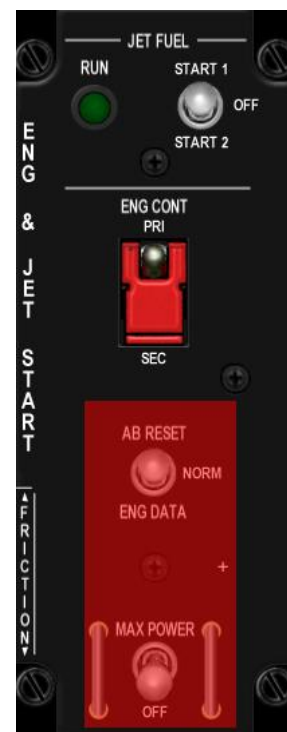 JET FUEL
RUN
START 1
OFF
START 2
ENG & JET START
ENG CONT
PRI
SEC
AB RESET
NORM
ENG DATA
+
FRICTION
MAX POWER
OFF